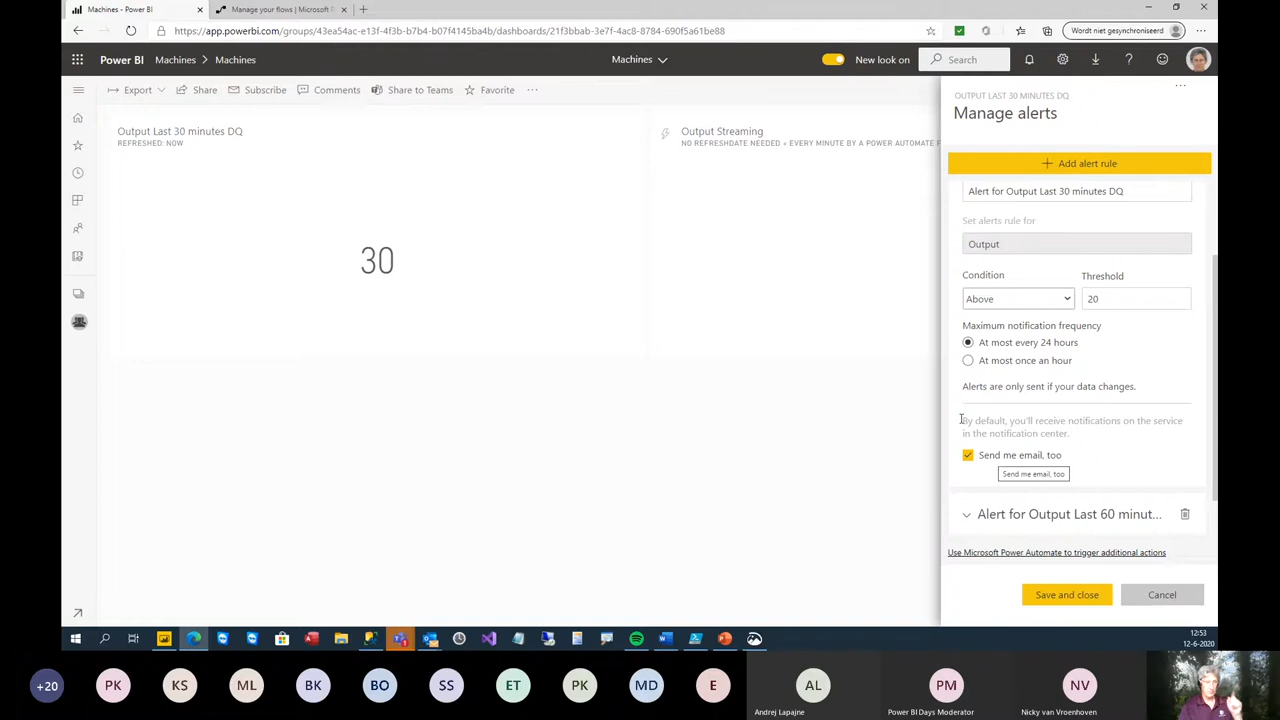 Machines - Power BI
Manage your flows | Microsoft P
https://app.powerbi.com/groups/43ea54ac-e13f-4f3b-b7b4-b07f4145ba4b/dashboards/21f3bbab-3e7f-4ac8-8784-690f5a61be88
Wordt niet gesynchroniseerd
Power BI
Machines
Machines
Machines
New look on
Search
Export
Share
Subscribe
Comments
Share to Teams
Favorite
Output Last 30 minutes DQ
REFRESHED: NOW
30
Output Streaming
NO REFRESHDATE NEEDED = EVERY MINUTE BY A POWER AUTOMATE F
OUTPUT LAST 30 MINUTES DQ
Manage alerts
Add alert rule
Alert for Output Last 30 minutes DQ
Set alerts rule for
Output
Condition
Threshold
Above
20
Maximum notification frequency
At most every 24 hours
At most once an hour
Alerts are only sent if your data changes.
By default, you'll receive notifications on the service
in the notification center.
Send me email, too
Send me email, too
Alert for Output Last 60 minut...
Use Microsoft Power Automate to trigger additional actions
Save and close
Cancel
12:53
12-6-2020
+20
PK
KS
ML
BK
BO
SS
ET
PK
MD
E
AL
PM
NV
Andrej Lapajne
Power BI Days Moderator
Nicky van Vroenhoven